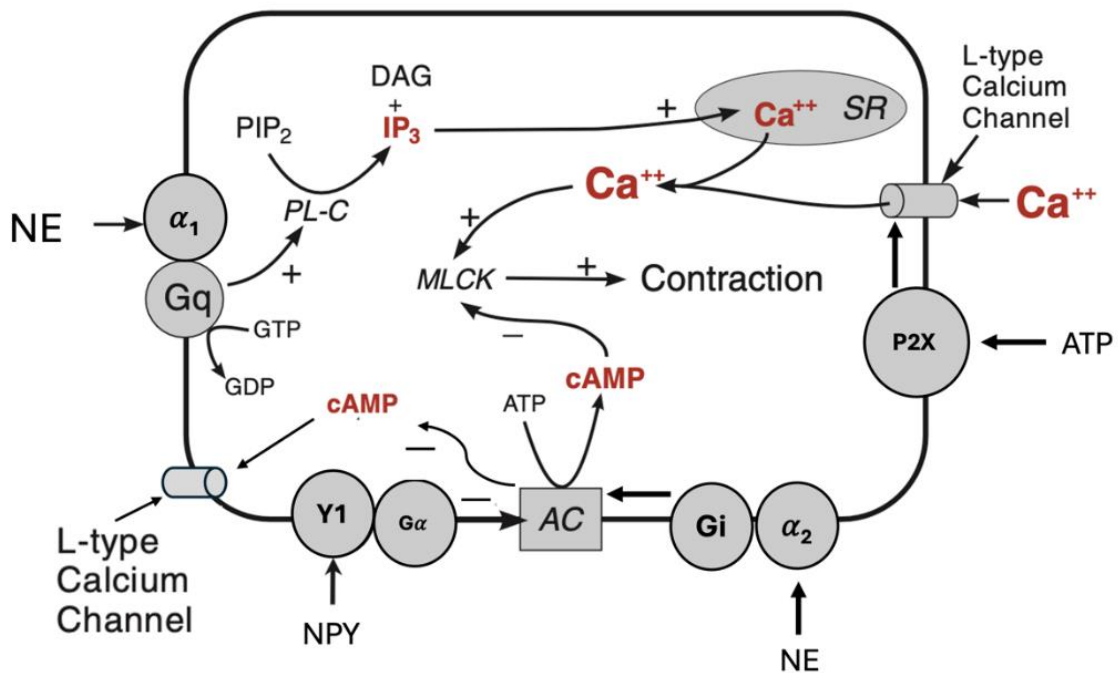 DAG
+
IP₃
PIP₂
PL-C
+
Ca⁺⁺ SR
L-type
Calcium
Channel
Ca⁺⁺
Ca⁺⁺
NE
α₁
Gq
+
GTP
GDP
+
MLCK
+
Contraction
P2X
ATP
–
cAMP
ATP
cAMP
–
–
Y1
Gα
AC
Gi
α₂
L-type
Calcium
Channel
NPY
NE